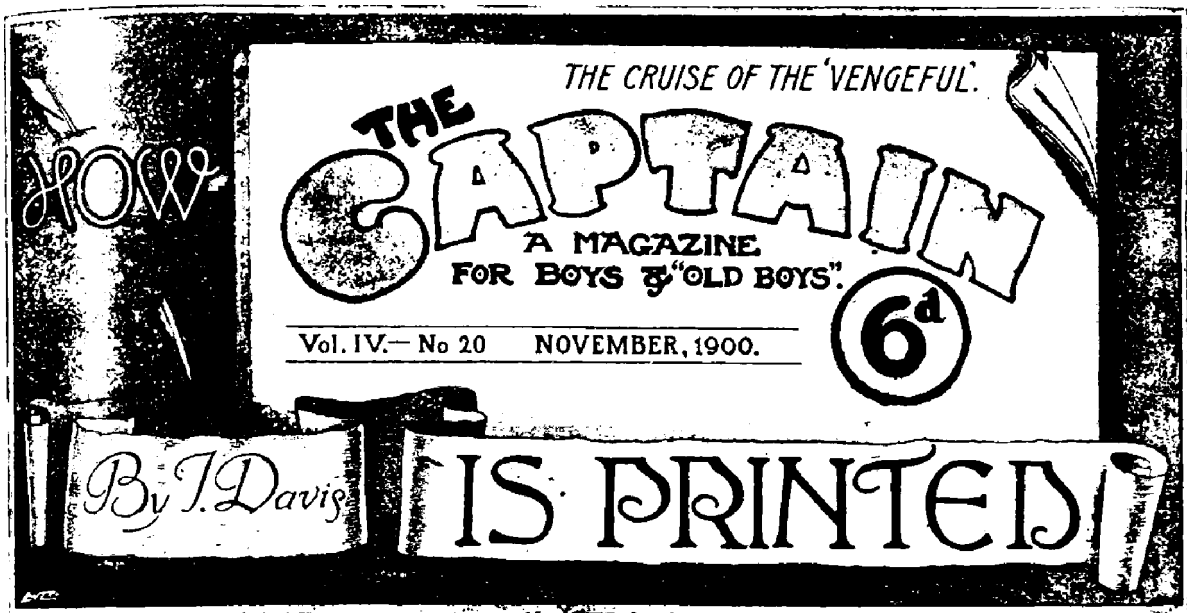 THE CRUISE OF THE 'VENGEFUL'.
HOW
THE
CAPTAIN
A MAGAZINE
FOR BOYS & "OLD BOYS".
6d
Vol. IV.— No 20 NOVEMBER, 1900.
By T. Davis
IS PRINTED